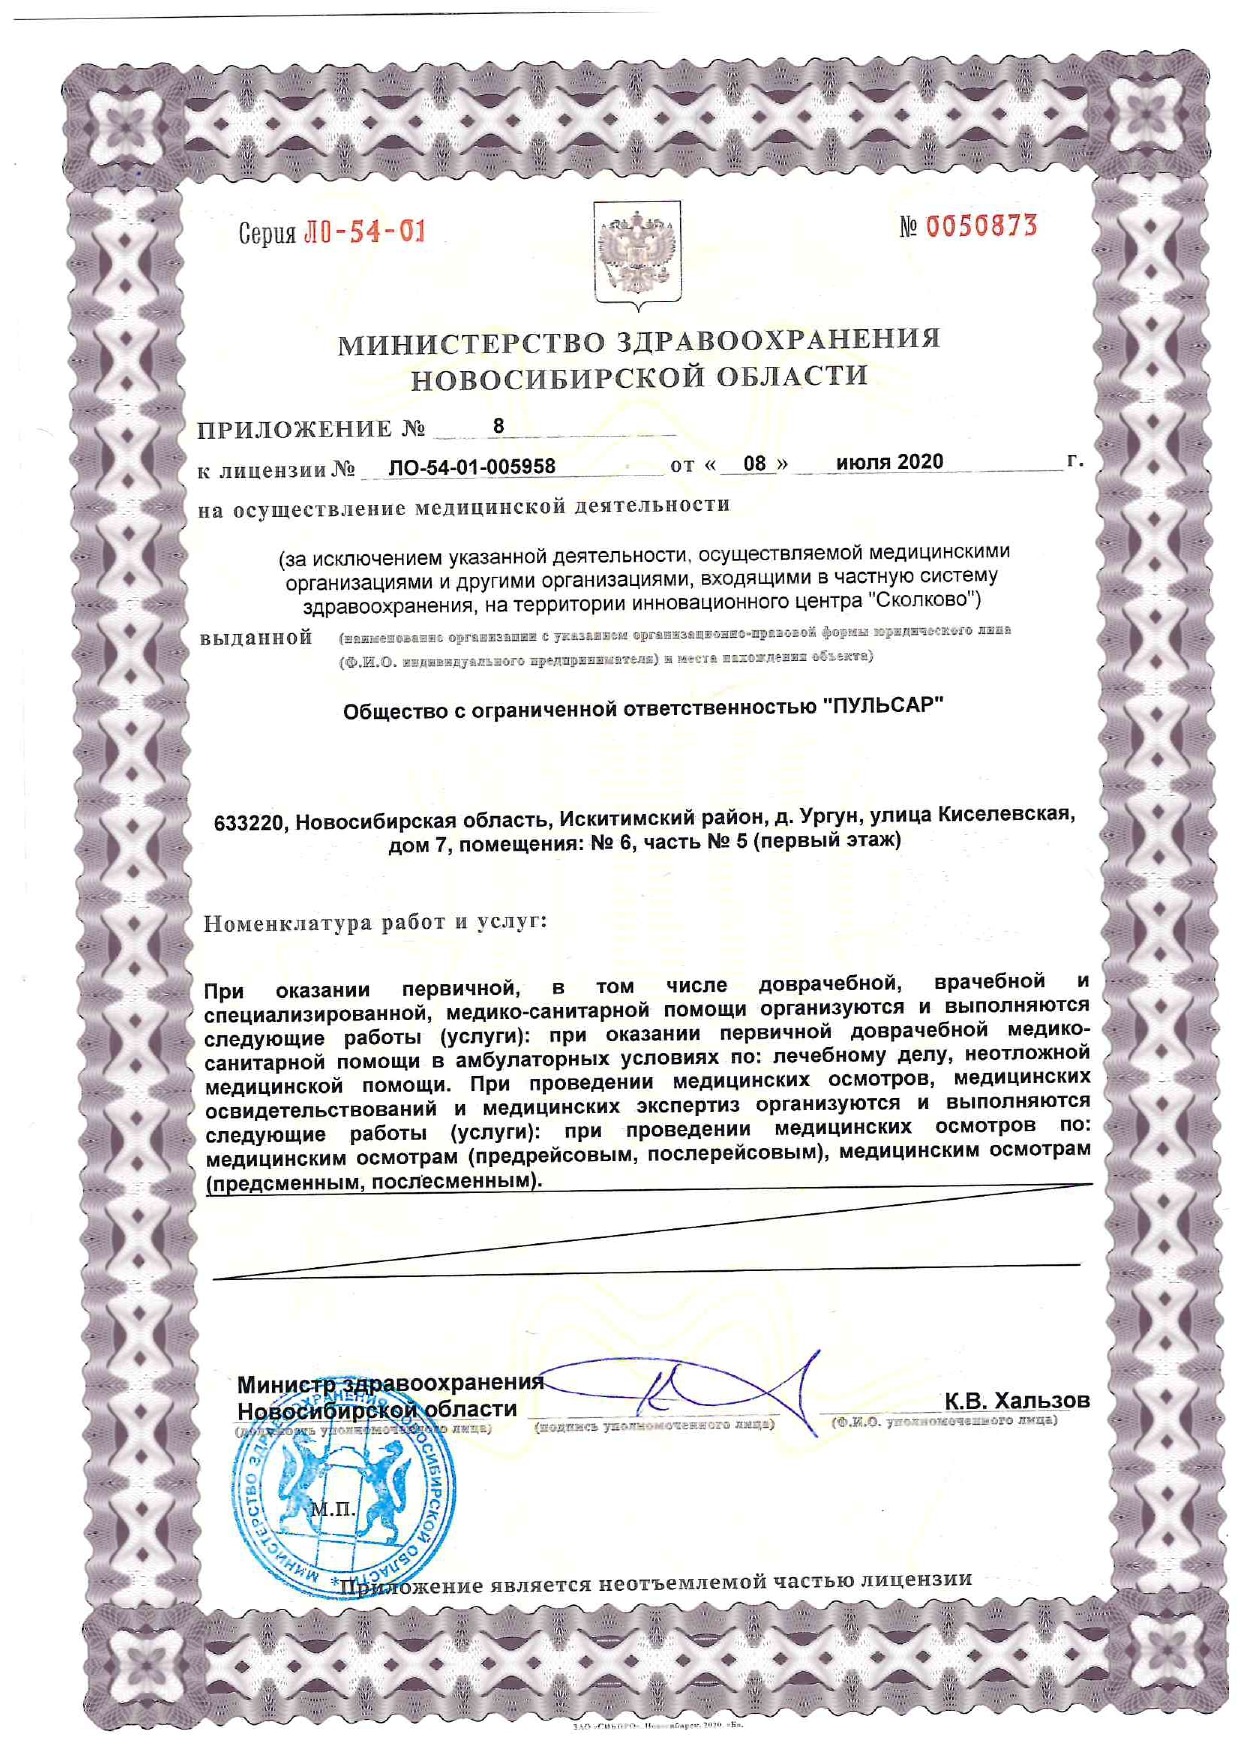 Серия ЛО-54-01
№ 0050873
МИНИСТЕРСТВО ЗДРАВООХРАНЕНИЯ
НОВОСИБИРСКОЙ ОБЛАСТИ
ПРИЛОЖЕНИЕ № 8
к лицензии № ЛО-54-01-005958 от « 08 » июля 2020 г.
на осуществление медицинской деятельности
(за исключением указанной деятельности, осуществляемой медицинскими
организациями и другими организациями, входящими в частную систему
здравоохранения, на территории инновационного центра "Сколково")
выданной (наименование организации с указанием организационно-правовой формы юридического лица
(Ф.И.О. индивидуального предпринимателя) и места нахождения объекта)
Общество с ограниченной ответственностью "ПУЛЬСАР"
633220, Новосибирская область, Искитимский район, д. Ургун, улица Киселевская,
дом 7, помещения: № 6, часть № 5 (первый этаж)
Номенклатура работ и услуг:
При оказании первичной, в том числе доврачебной, врачебной и
специализированной, медико-санитарной помощи организуются и выполняются
следующие работы (услуги): при оказании первичной доврачебной медико-
санитарной помощи в амбулаторных условиях по: лечебному делу, неотложной
медицинской помощи. При проведении медицинских осмотров, медицинских
освидетельствований и медицинских экспертиз организуются и выполняются
следующие работы (услуги): при проведении медицинских осмотров по:
медицинским осмотрам (предрейсовым, послерейсовым), медицинским осмотрам
(предсменным, послесменным).
Министр здравоохранения
Новосибирской области
К.В. Хальзов
(должность уполномоченного лица) (подпись уполномоченного лица) (Ф.И.О. уполномоченного лица)
МИНИСТЕРСТВО ЗДРАВООХРАНЕНИЯ НОВОСИБИРСКОЙ ОБЛАСТИ *
М.П.
Приложение является неотъемлемой частью лицензии
ЗАО «СИБПРО», Новосибирск, 2020, «Б».